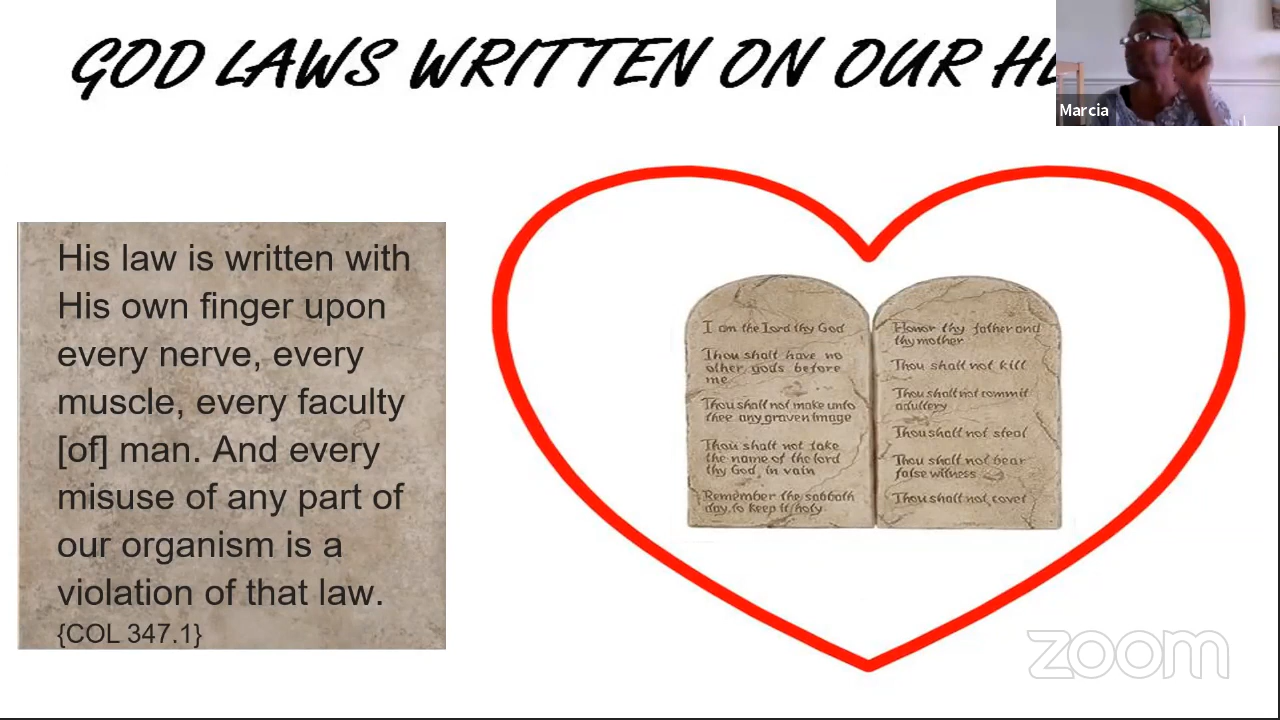 GOD LAWS WRITTEN ON OUR
Marcia
His law is written with
His own finger upon
every nerve, every
muscle, every faculty
[of] man. And every
misuse of any part of
our organism is a
violation of that law.
{COL 347.1}
I am the Lord thy God
Thou shalt have no
other gods before
me
Thou shalt not make unto
thee any graven image
Thou shalt not take
the name of the lord
thy God, in vain
Remember the sabbath
day, to keep it holy
Honor thy father and
thy mother
Thou shalt not kill
Thou shalt not commit
adultery
Thou shalt not steal
Thou shalt not bear
false witness
Thou shalt not covet
zoom